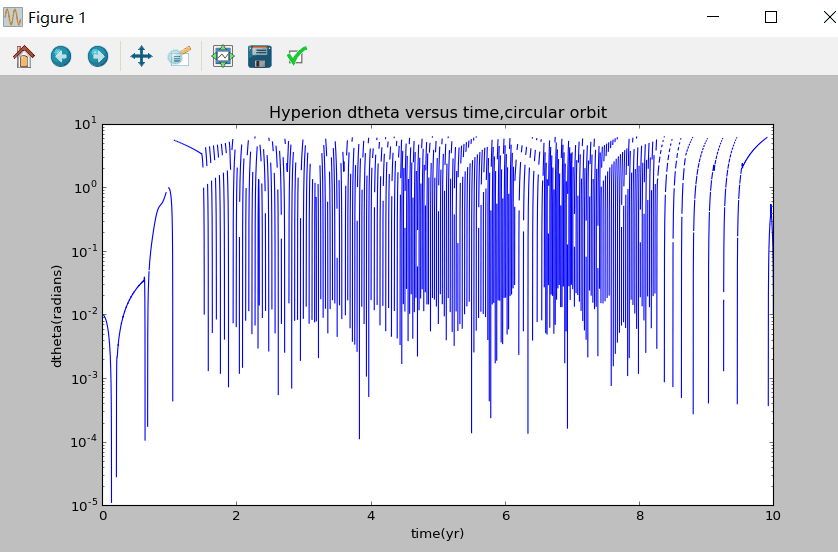 Figure 1
Hyperion dtheta versus time,circular orbit
dtheta(radians)
10^1
10^0
10^-1
10^-2
10^-3
10^-4
10^-5
0 2 4 6 8 10
time(yr)